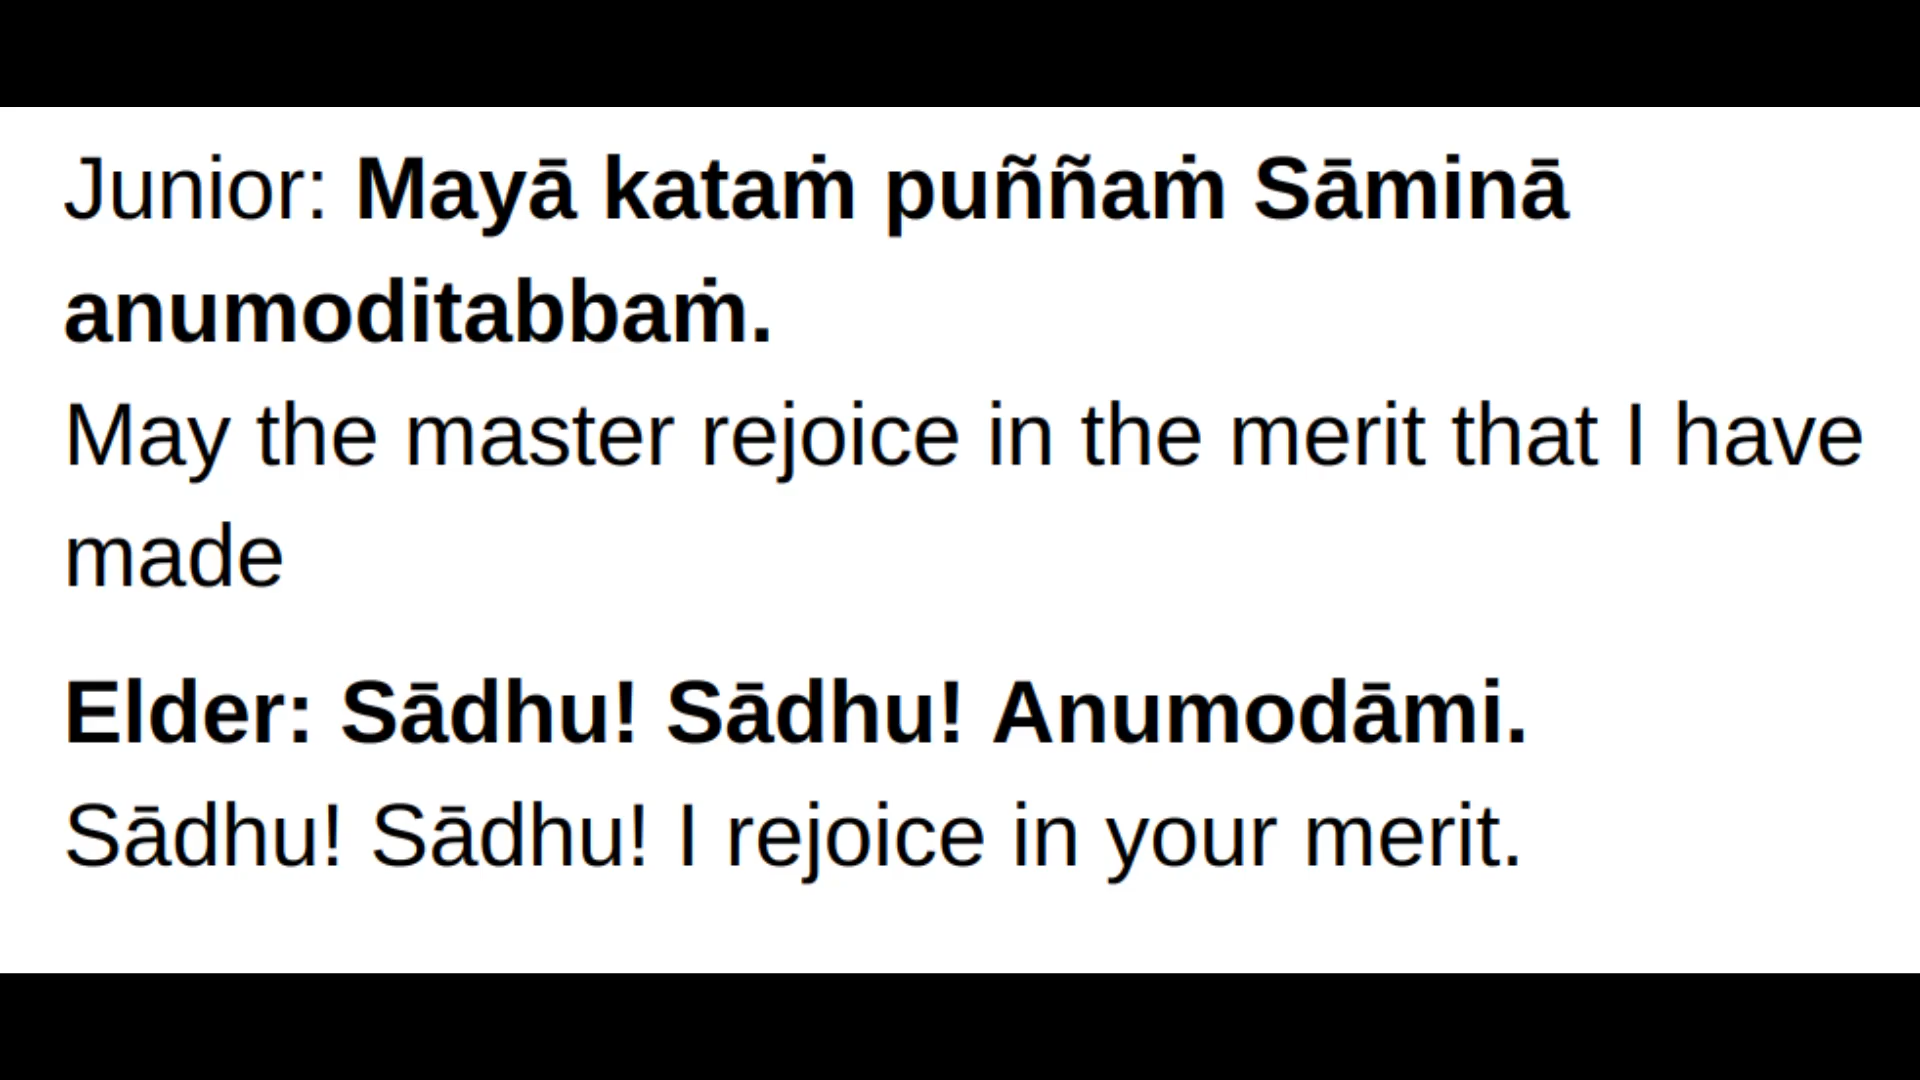 Junior: Mayā kataṁ puññaṁ Sāminā
anumoditabbaṁ.
May the master rejoice in the merit that I have
made
Elder: Sādhu! Sādhu! Anumodāmi.
Sādhu! Sādhu! I rejoice in your merit.